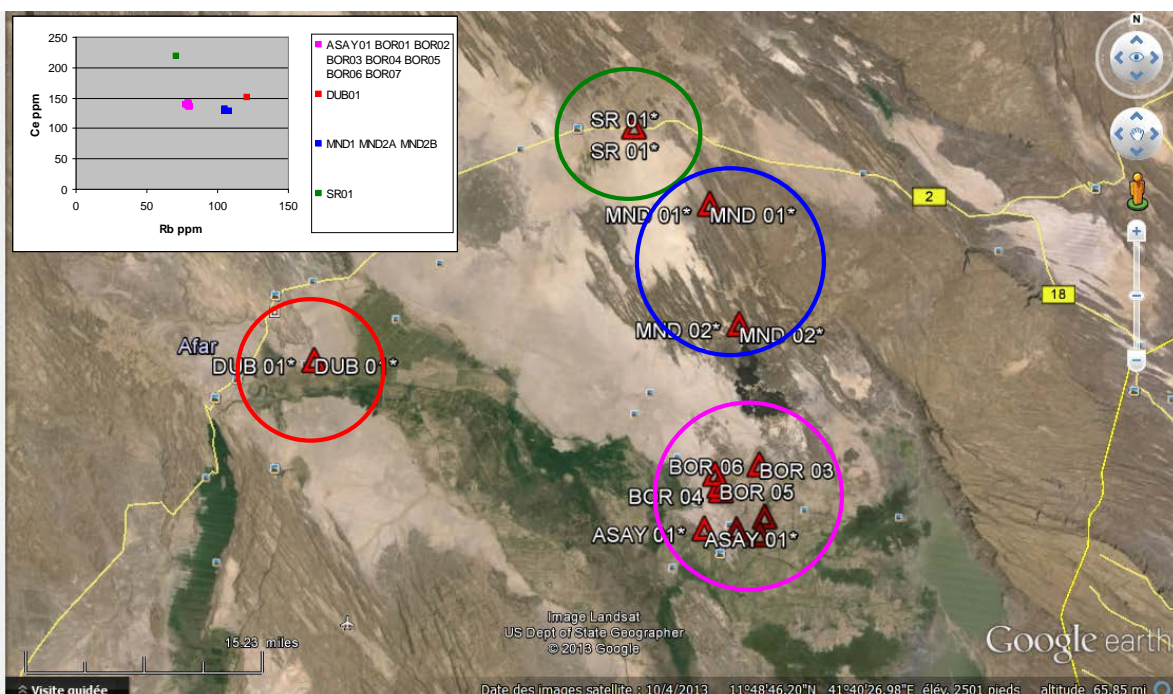 250
200
150
100
50
0
0
50
100
150
Ce ppm
Rb ppm
ASAY01 BOR01 BOR02
BOR03 BOR04 BOR05
BOR06 BOR07
DUB01
MND1 MND2A MND2B
SR01
N
SR 01*
SR 01*
MND 01* MND 01*
2
18
MND 02* MND 02*
Afar
DUB 01* DUB 01*
BOR 06 BOR 03
BOR 04 BOR 05
ASAY 01* ASAY 01*
Image Landsat
US Dept of State Geographer
© 2013 Google
Google earth
15.23 miles
Visite guidée
Date des images satellite : 10/4/2013 11°48'46.20"N 41°40'26.98"E élév. 2501 pieds altitude 65.85 mi